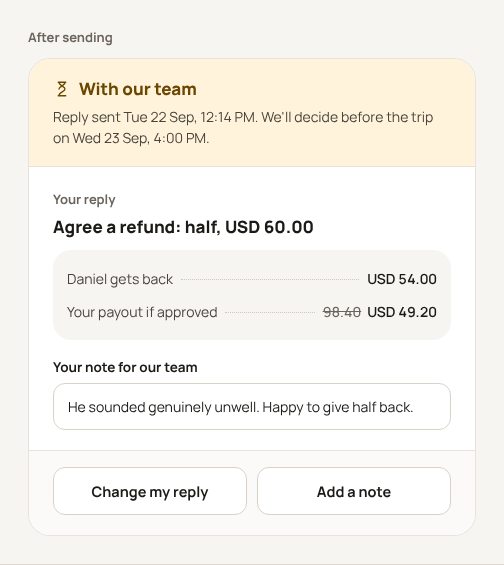 After sending
With our team
Reply sent Tue 22 Sep, 12:14 PM. We'll decide before the trip
on Wed 23 Sep, 4:00 PM.
Your reply
Agree a refund: half, USD 60.00
Daniel gets back USD 54.00
Your payout if approved 98.40 USD 49.20
Your note for our team
He sounded genuinely unwell. Happy to give half back.
Change my reply
Add a note